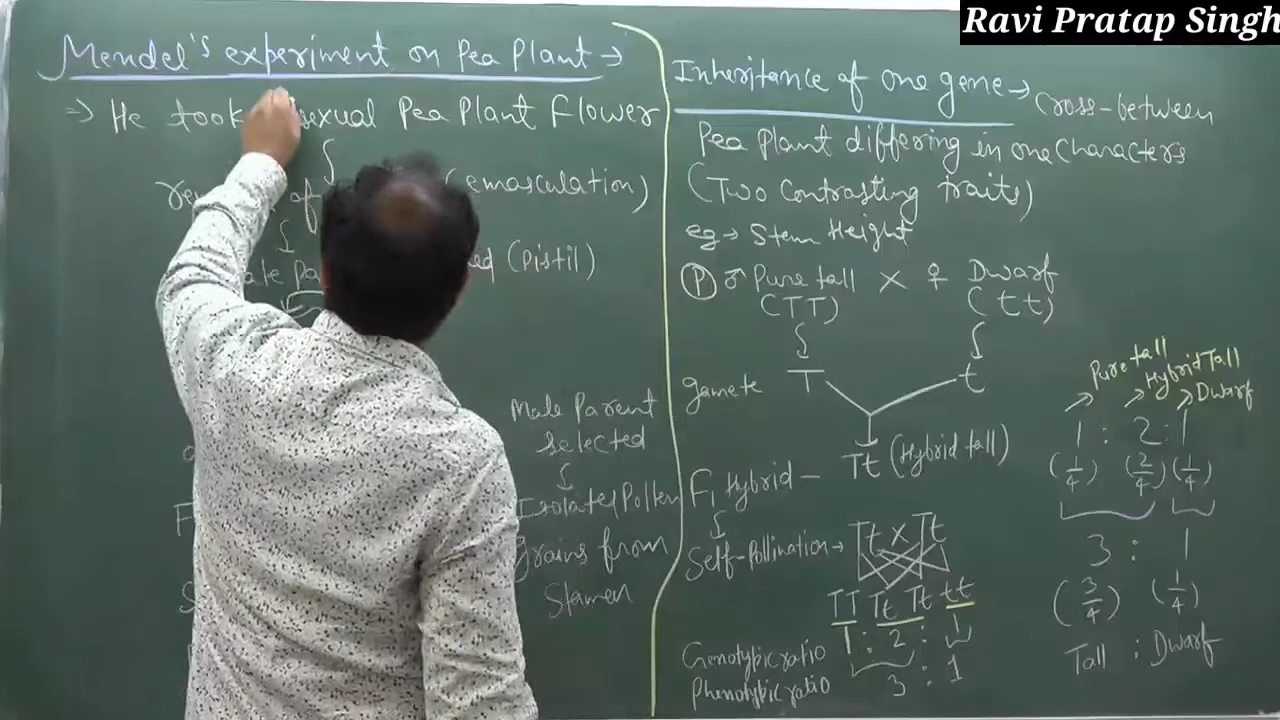 Ravi Pratap Singh
Mendel's experiment on Pea Plant →
⇒ He took sexual Pea Plant Flower
of (emasculation)
(Pistil)
Male Parent
selected
Isolated Pollen
grains from
Stamen
Inheritance of one gene → Cross-between
Pea Plant differing in one Characters
(Two Contrasting traits)
eg → Stem Height
(P) ♂ Pure tall × ♀ Dwarf
(TT) (tt)
gamete T t
Tt (Hybrid tall)
F1 Hybrid –
Self-Pollination → Tt × Tt
TT Tt Tt tt
Genotypic ratio 1 : 2 : 1
Phenotypic ratio 3 : 1
Pure tall
Hybrid Tall
Dwarf
1 : 2 : 1
(1/4) (2/4) (1/4)
3 : 1
(3/4) (1/4)
Tall : Dwarf